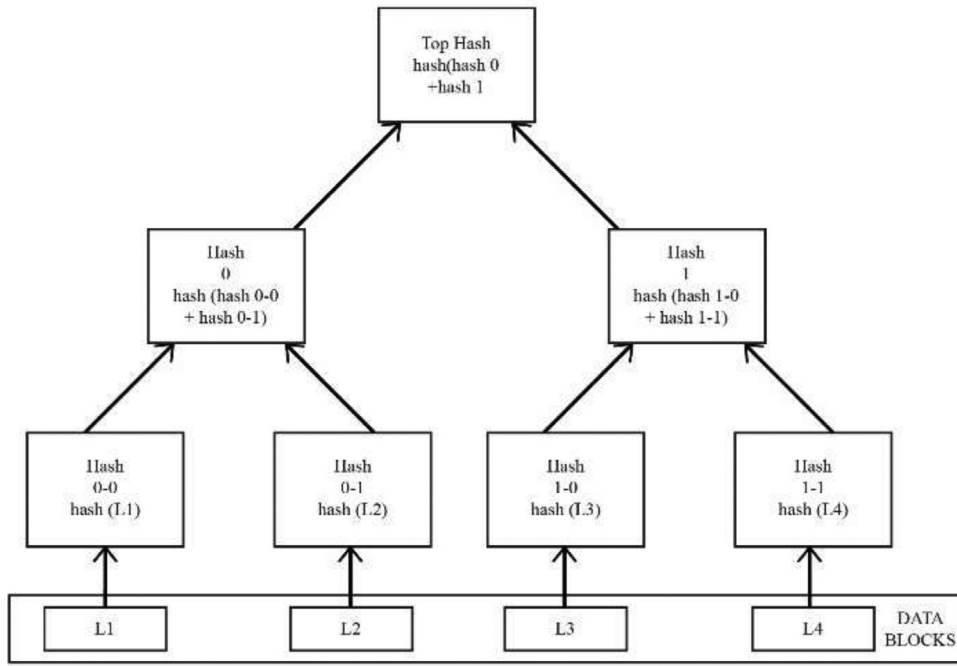 Top Hash
hash(hash 0
+hash 1
Hash
0
hash (hash 0-0
+ hash 0-1)
Hash
1
hash (hash 1-0
+ hash 1-1)
Hash
0-0
hash (L1)
Hash
0-1
hash (L2)
Hash
1-0
hash (L3)
Hash
1-1
hash (L4)
L1
L2
L3
L4
DATA
BLOCKS